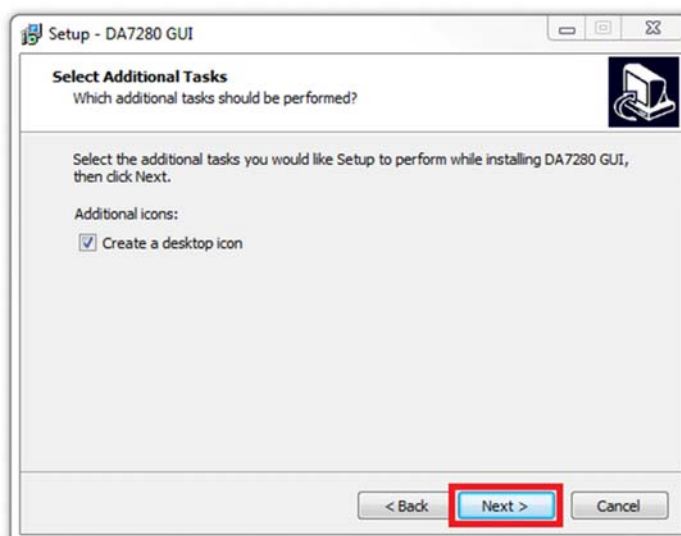 Setup - DA7280 GUI
Select Additional Tasks
Which additional tasks should be performed?
Select the additional tasks you would like Setup to perform while installing DA7280 GUI,
then click Next.
Additional icons:
Create a desktop icon
< Back Next > Cancel